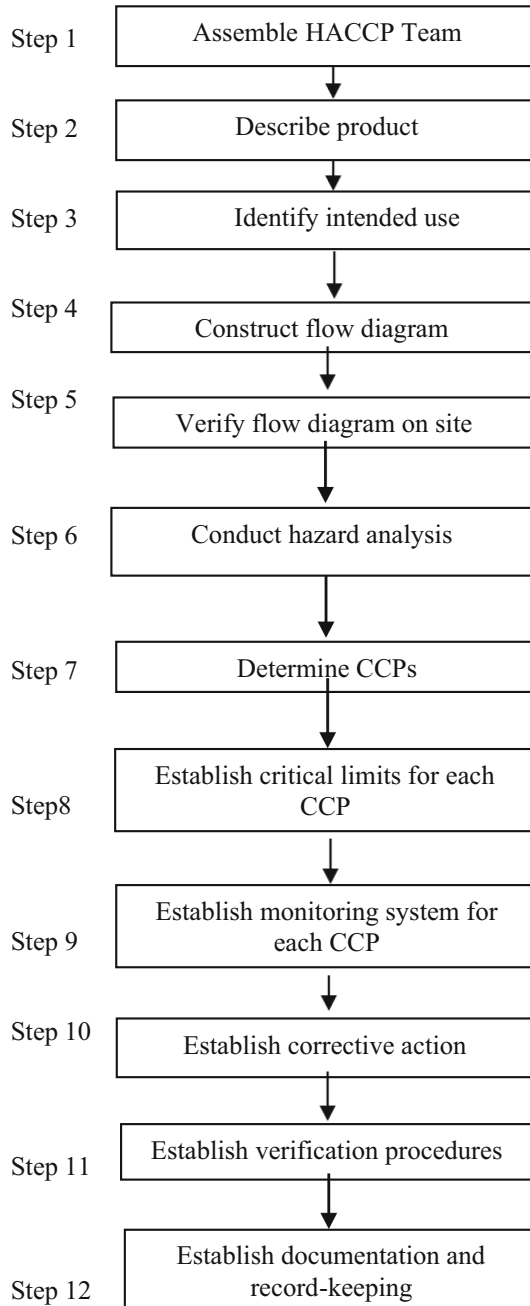 Step 1
Assemble HACCP Team
Step 2
Describe product
Step 3
Identify intended use
Step 4
Construct flow diagram
Step 5
Verify flow diagram on site
Step 6
Conduct hazard analysis
Step 7
Determine CCPs
Step8
Establish critical limits for each
CCP
Step 9
Establish monitoring system for
each CCP
Step 10
Establish corrective action
Step 11
Establish verification procedures
Step 12
Establish documentation and
record-keeping